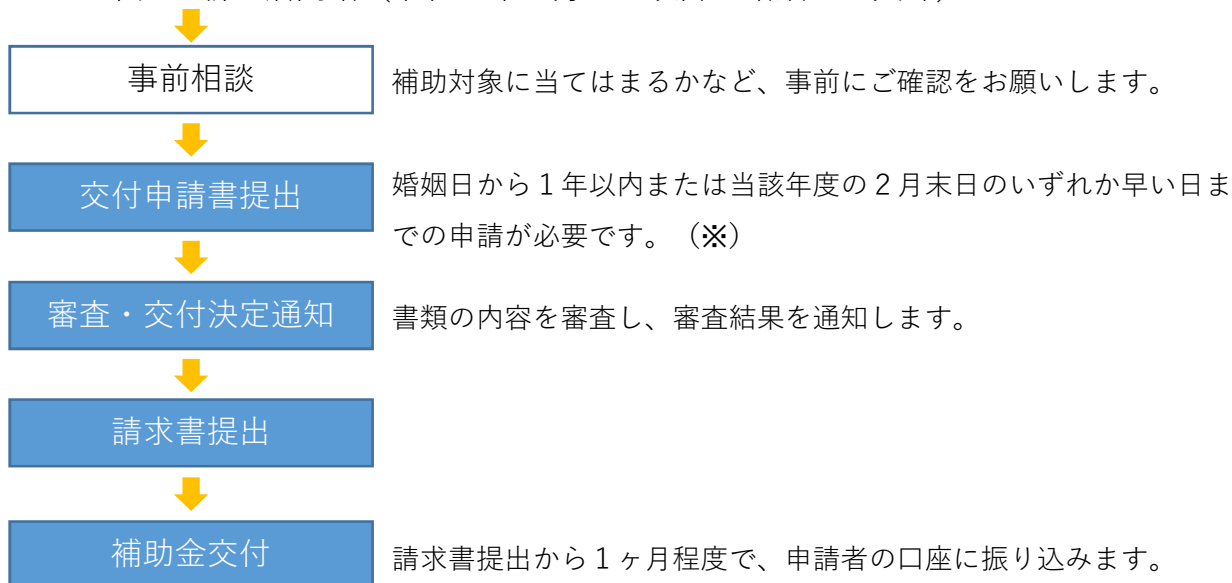 事前相談
補助対象に当てはまるかなど、事前にご確認をお願いします。
交付申請書提出
婚姻日から１年以内または当該年度の２月末日のいずれか早い日ま
での申請が必要です。（※）
審査・交付決定通知
書類の内容を審査し、審査結果を通知します。
請求書提出
補助金交付
請求書提出から１ヶ月程度で、申請者の口座に振り込みます。